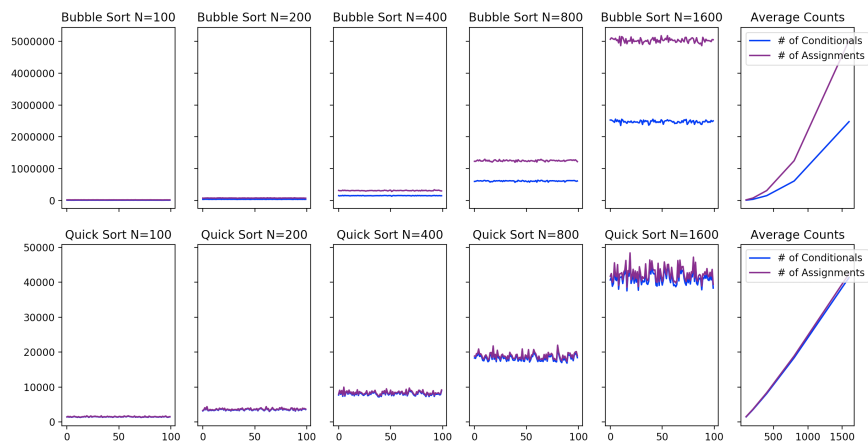 Bubble Sort N=100
Bubble Sort N=200
Bubble Sort N=400
Bubble Sort N=800
Bubble Sort N=1600
Average Counts
5000000
4000000
3000000
2000000
1000000
0
# of Conditionals
# of Assignments
Quick Sort N=100
Quick Sort N=200
Quick Sort N=400
Quick Sort N=800
Quick Sort N=1600
Average Counts
50000
40000
30000
20000
10000
0
# of Conditionals
# of Assignments
0 50 100
0 50 100
0 50 100
0 50 100
0 50 100
500 1000 1500